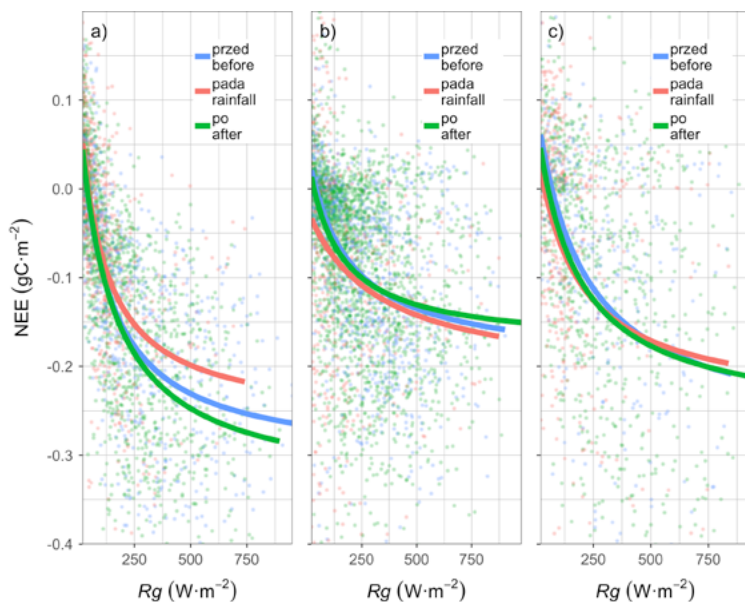 a)
przed
before
pada
rainfall
po
after
b)
przed
before
pada
rainfall
po
after
c)
przed
before
pada
rainfall
po
after
NEE (gC·m⁻²)
0.1
0.0
-0.1
-0.2
-0.3
-0.4
250 500 750
250 500 750
250 500 750
Rg (W·m⁻²)
Rg (W·m⁻²)
Rg (W·m⁻²)